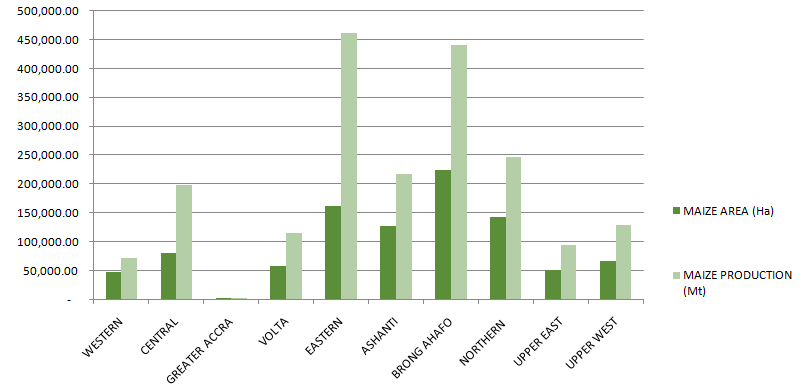 500,000.00
450,000.00
400,000.00
350,000.00
300,000.00
250,000.00
200,000.00
150,000.00
100,000.00
50,000.00
-
WESTERN
CENTRAL
GREATER ACCRA
VOLTA
EASTERN
ASHANTI
BRONG AHAFO
NORTHERN
UPPER EAST
UPPER WEST
MAIZE AREA (Ha)
MAIZE PRODUCTION
(Mt)